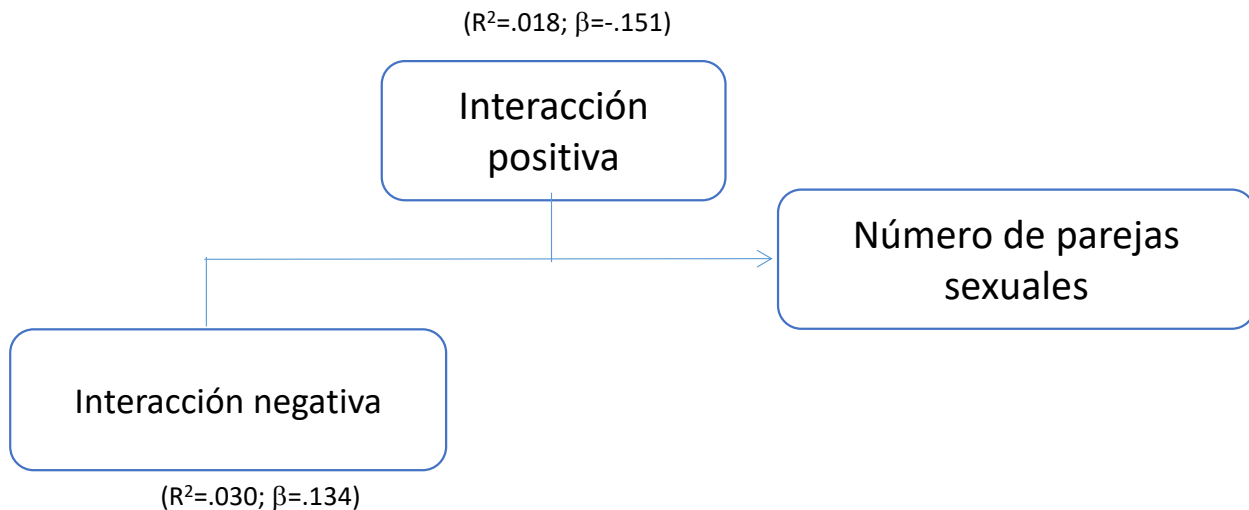 (R²=.018; β=-.151)
Interacción
positiva
Número de parejas
sexuales
Interacción negativa
(R²=.030; β=.134)